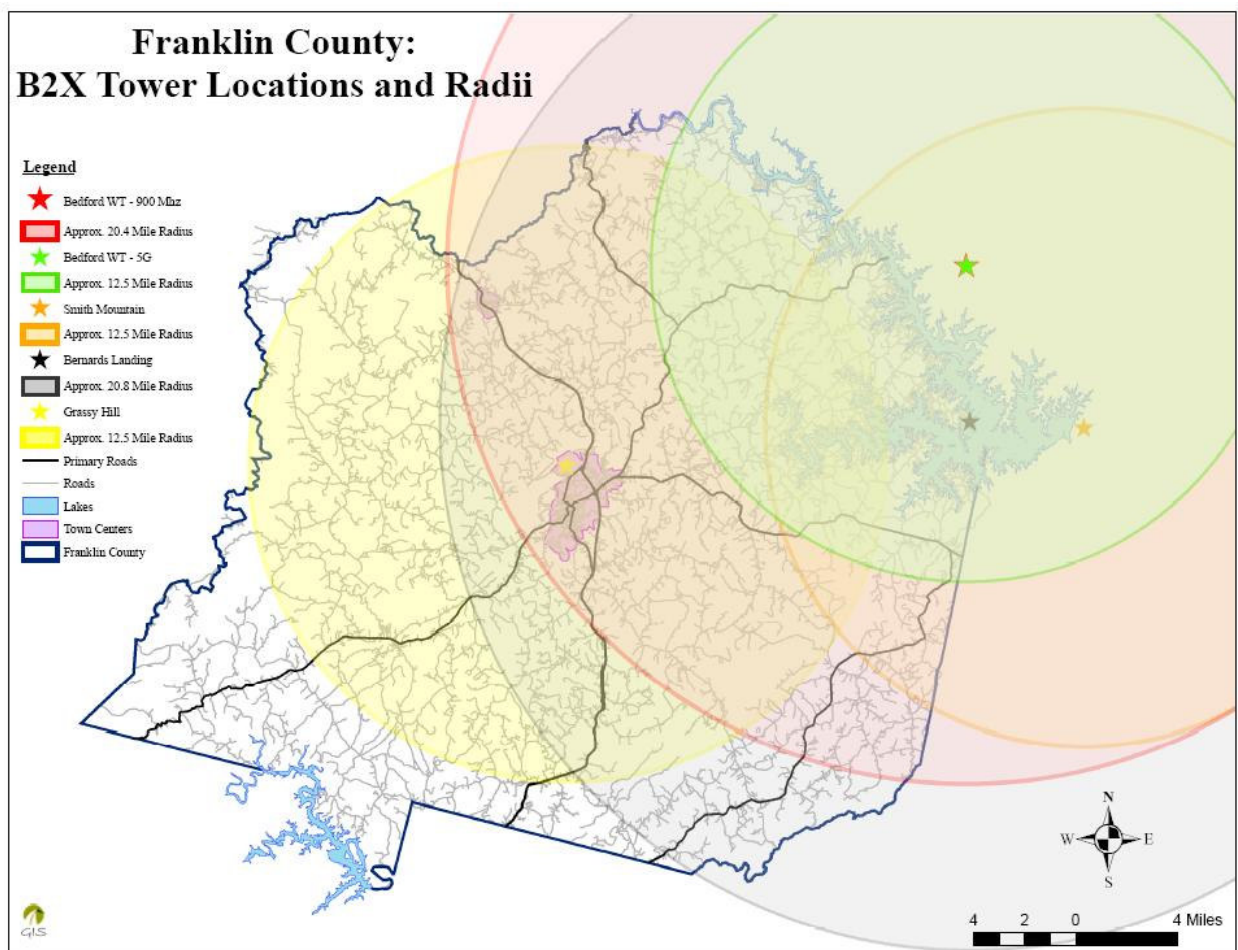 Franklin County:
B2X Tower Locations and Radii
Legend
Bedford WT - 900 Mhz
Approx. 20.4 Mile Radius
Bedford WT - 5G
Approx. 12.5 Mile Radius
Smith Mountain
Approx. 12.5 Mile Radius
Bernards Landing
Approx. 20.8 Mile Radius
Grassy Hill
Approx. 12.5 Mile Radius
Primary Roads
Roads
Lakes
Town Centers
Franklin County
N
W E
S
4 2 0 4 Miles
GIS